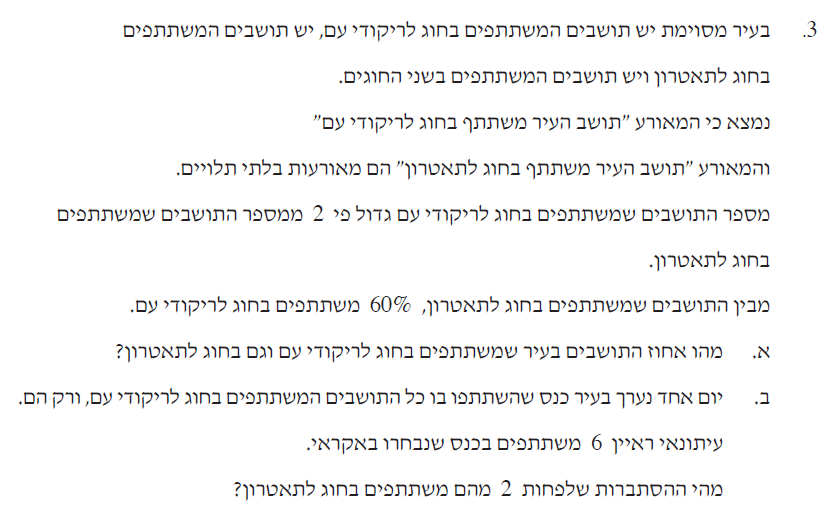 3. בעיר מסוימת יש תושבים המשתתפים בחוג לריקודי עם, יש תושבים המשתתפים
בחוג לתאטרון ויש תושבים המשתתפים בשני החוגים.
נמצא כי המאורע "תושב העיר משתתף בחוג לריקודי עם"
והמאורע "תושב העיר משתתף בחוג לתאטרון" הם מאורעות בלתי תלויים.
מספר התושבים שמשתתפים בחוג לריקודי עם גדול פי 2 ממספר התושבים שמשתתפים
בחוג לתאטרון.
מבין התושבים שמשתתפים בחוג לתאטרון, 60% משתתפים בחוג לריקודי עם.
א. מהו אחוז התושבים בעיר שמשתתפים בחוג לריקודי עם וגם בחוג לתאטרון?
ב. יום אחד נערך בעיר כנס שהשתתפו בו כל התושבים המשתתפים בחוג לריקודי עם, ורק הם.
עיתונאי ראיין 6 משתתפים בכנס שנבחרו באקראי.
מהי ההסתברות שלפחות 2 מהם משתתפים בחוג לתאטרון?